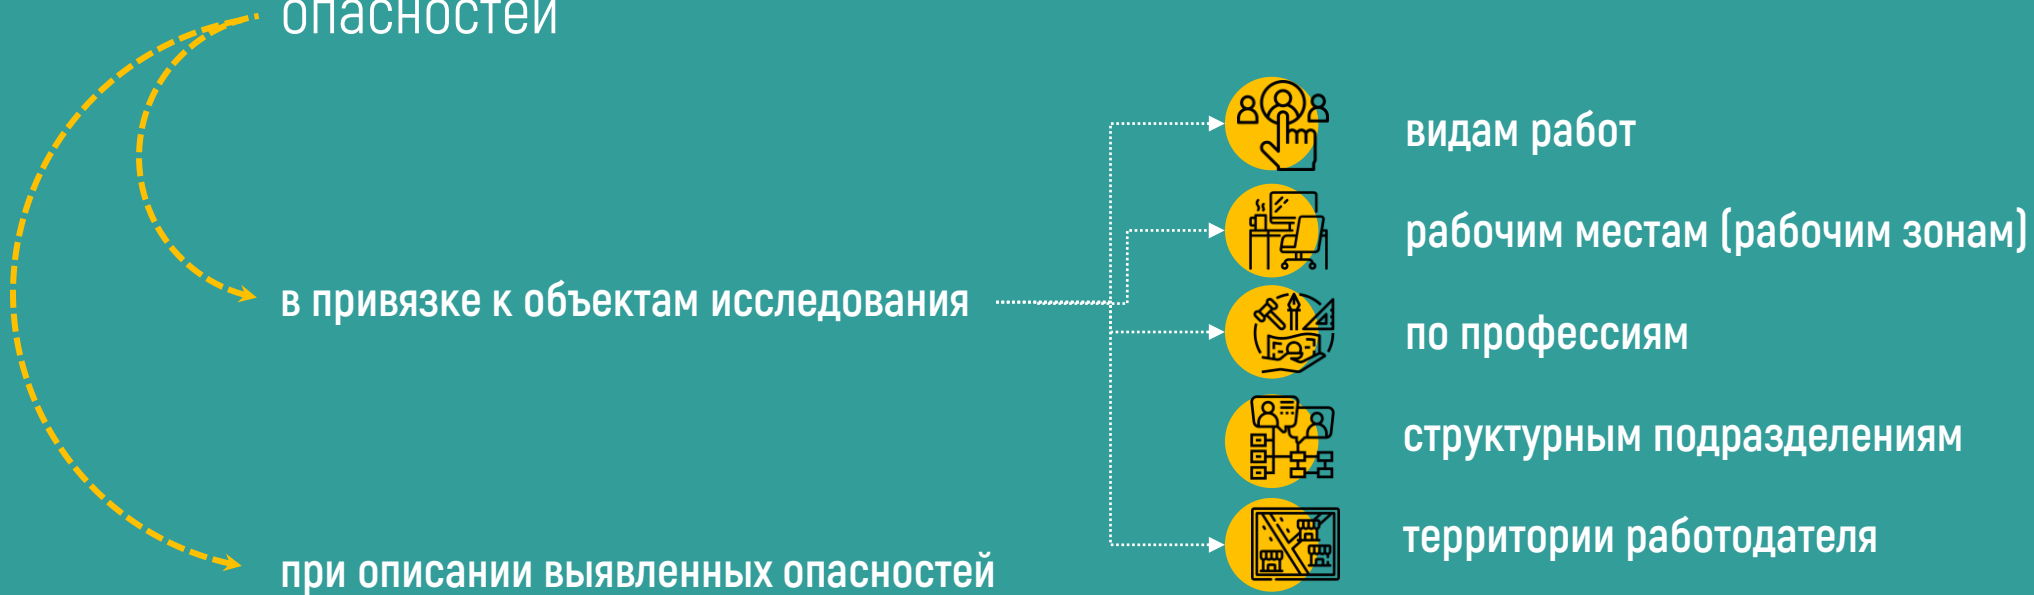 опасностей
в привязке к объектам исследования
видам работ
рабочим местам (рабочим зонам)
по профессиям
структурным подразделениям
территории работодателя
при описании выявленных опасностей